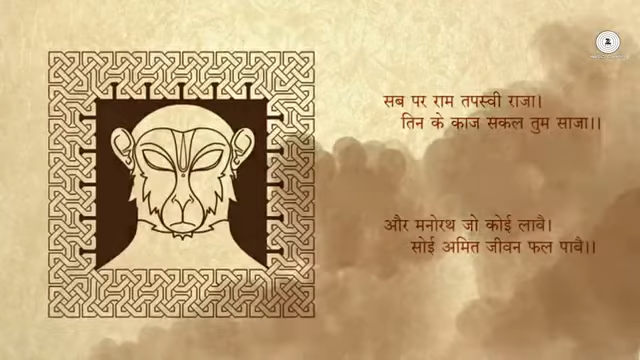 सब पर राम तपस्वी राजा।
तिन के काज सकल तुम साजा।।
और मनोरथ जो कोई लावै।
सोई अमित जीवन फल पावै।।